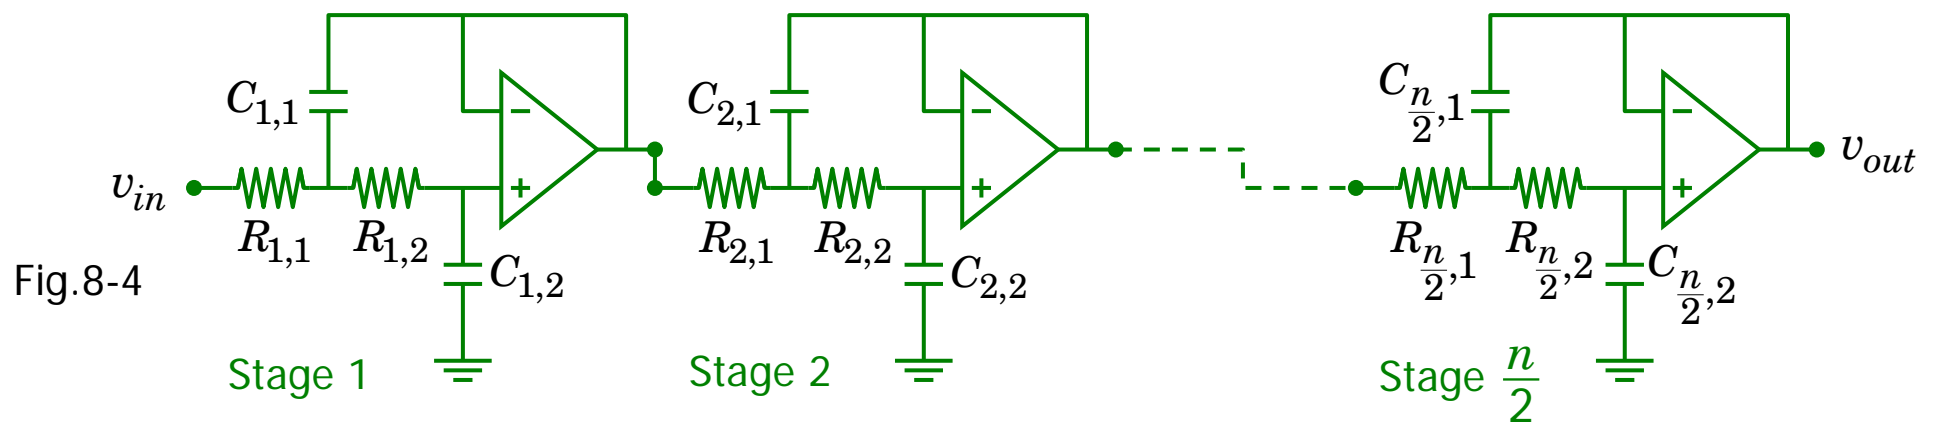 C1,1
C2,1
Cn/2,1
− − −
vin
+ + +
vout
R1,1 R1,2
R2,1 R2,2
Rn/2,1 Rn/2,2
C1,2
C2,2
Cn/2,2
Fig.8-4
Stage 1
Stage 2
Stage n/2